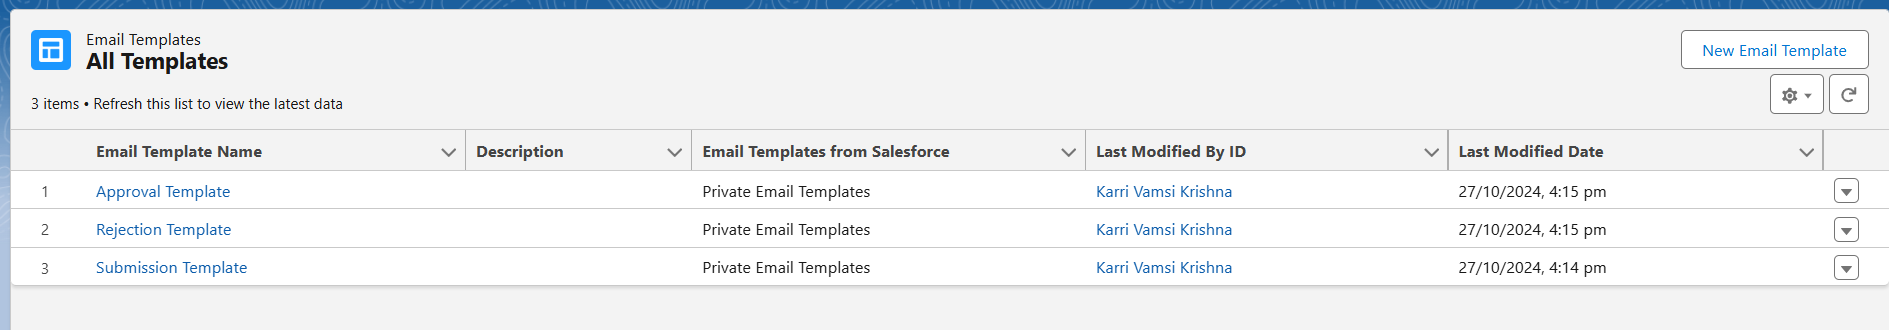 Email Templates
All Templates
New Email Template
3 items • Refresh this list to view the latest data
Email Template Name Description Email Templates from Salesforce Last Modified By ID Last Modified Date
1 Approval Template Private Email Templates Karri Vamsi Krishna 27/10/2024, 4:15 pm
2 Rejection Template Private Email Templates Karri Vamsi Krishna 27/10/2024, 4:15 pm
3 Submission Template Private Email Templates Karri Vamsi Krishna 27/10/2024, 4:14 pm